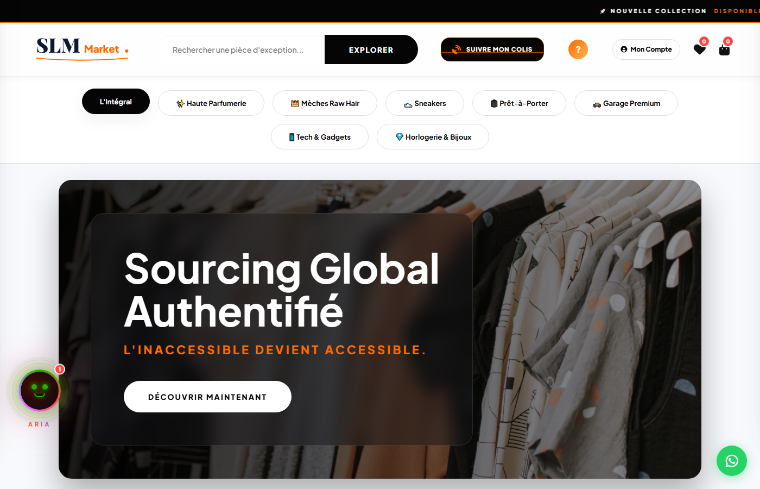 NOUVELLE COLLECTION DISPONIBLE
SLM Market
Rechercher une pièce d'exception...
EXPLORER
SUIVRE MON COLIS
?
Mon Compte
0
0
L'Intégral
Haute Parfumerie
Mèches Raw Hair
Sneakers
Prêt-à-Porter
Garage Premium
Tech & Gadgets
Horlogerie & Bijoux
Sourcing Global
Authentifié
L'INACCESSIBLE DEVIENT ACCESSIBLE.
DÉCOUVRIR MAINTENANT
1
ARIA